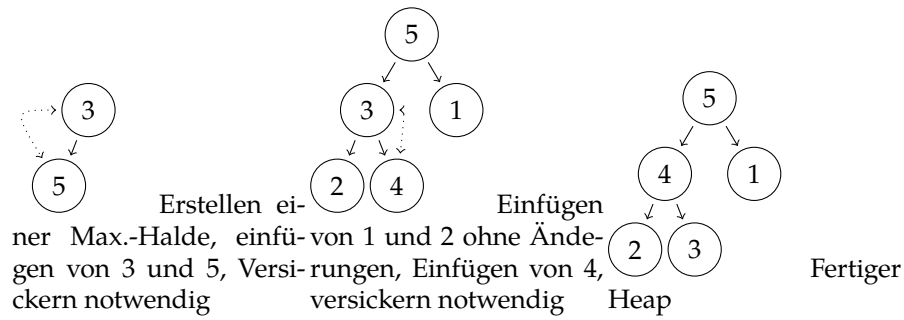 5
3
3
1
5
4
1
5
2
4
2
3
Erstellen ei-
ner Max.-Halde, einfü-
gen von 3 und 5, Versi-
ckern notwendig
Einfügen
von 1 und 2 ohne Ände-
rungen, Einfügen von 4,
versickern notwendig
Fertiger
Heap